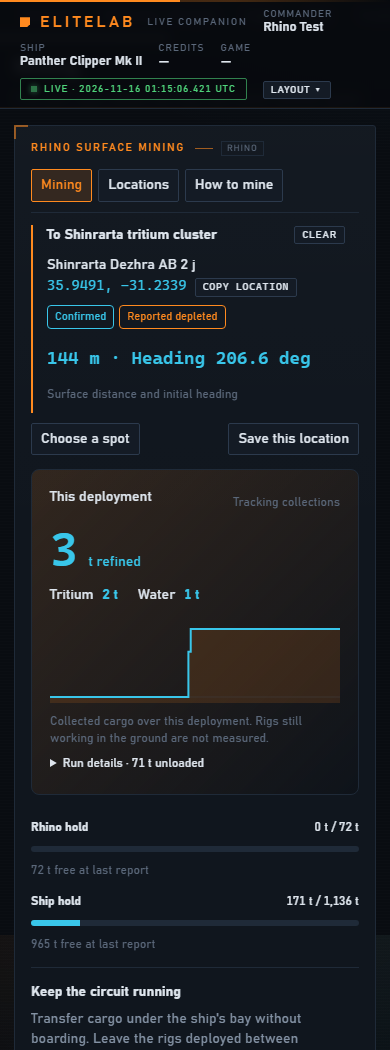 ELITELAB LIVE COMPANION
COMMANDER
Rhino Test
SHIP
Panther Clipper Mk II
CREDITS
—
GAME
—
LIVE · 2026-11-16 01:15:06.421 UTC
LAYOUT ▾
RHINO SURFACE MINING
RHINO
Mining
Locations
How to mine
To Shinrarta tritium cluster
CLEAR
Shinrarta Dezhra AB 2 j
35.9491, −31.2339
COPY LOCATION
Confirmed
Reported depleted
144 m · Heading 206.6 deg
Surface distance and initial heading
Choose a spot
Save this location
This deployment
Tracking collections
3 t refined
Tritium 2 t Water 1 t
Collected cargo over this deployment. Rigs still
working in the ground are not measured.
▶ Run details · 71 t unloaded
Rhino hold
0 t / 72 t
72 t free at last report
Ship hold
171 t / 1,136 t
965 t free at last report
Keep the circuit running
Transfer cargo under the ship's bay without
boarding. Leave the rigs deployed between